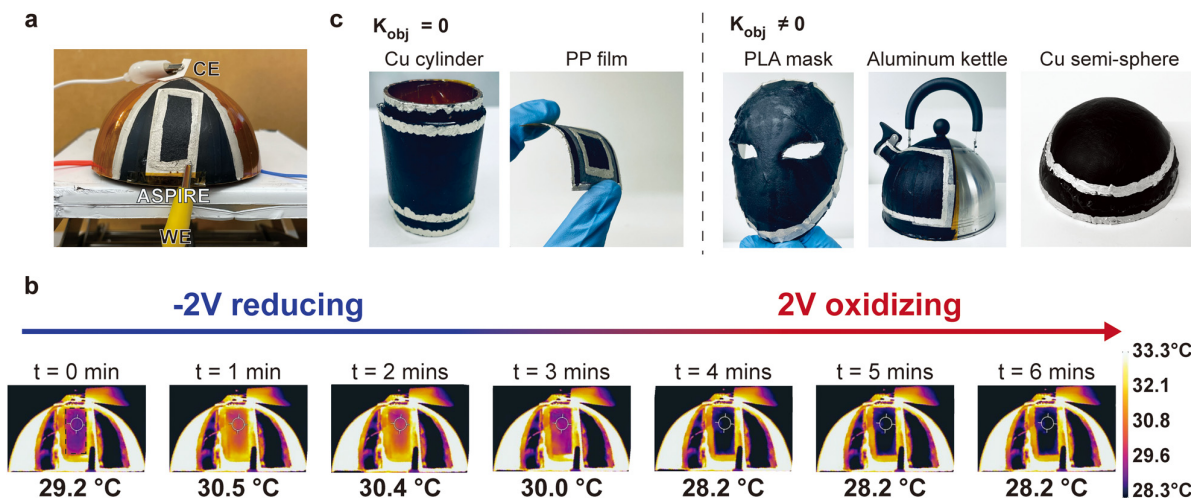 a
CE
ASPIRE
WE
c
K_obj = 0
K_obj ≠ 0
Cu cylinder
PP film
PLA mask
Aluminum kettle
Cu semi-sphere
b
-2V reducing
2V oxidizing
t = 0 min
t = 1 min
t = 2 mins
t = 3 mins
t = 4 mins
t = 5 mins
t = 6 mins
29.2 °C
30.5 °C
30.4 °C
30.0 °C
28.2 °C
28.2 °C
28.2 °C
33.3°C
32.1
30.8
29.6
28.3°C